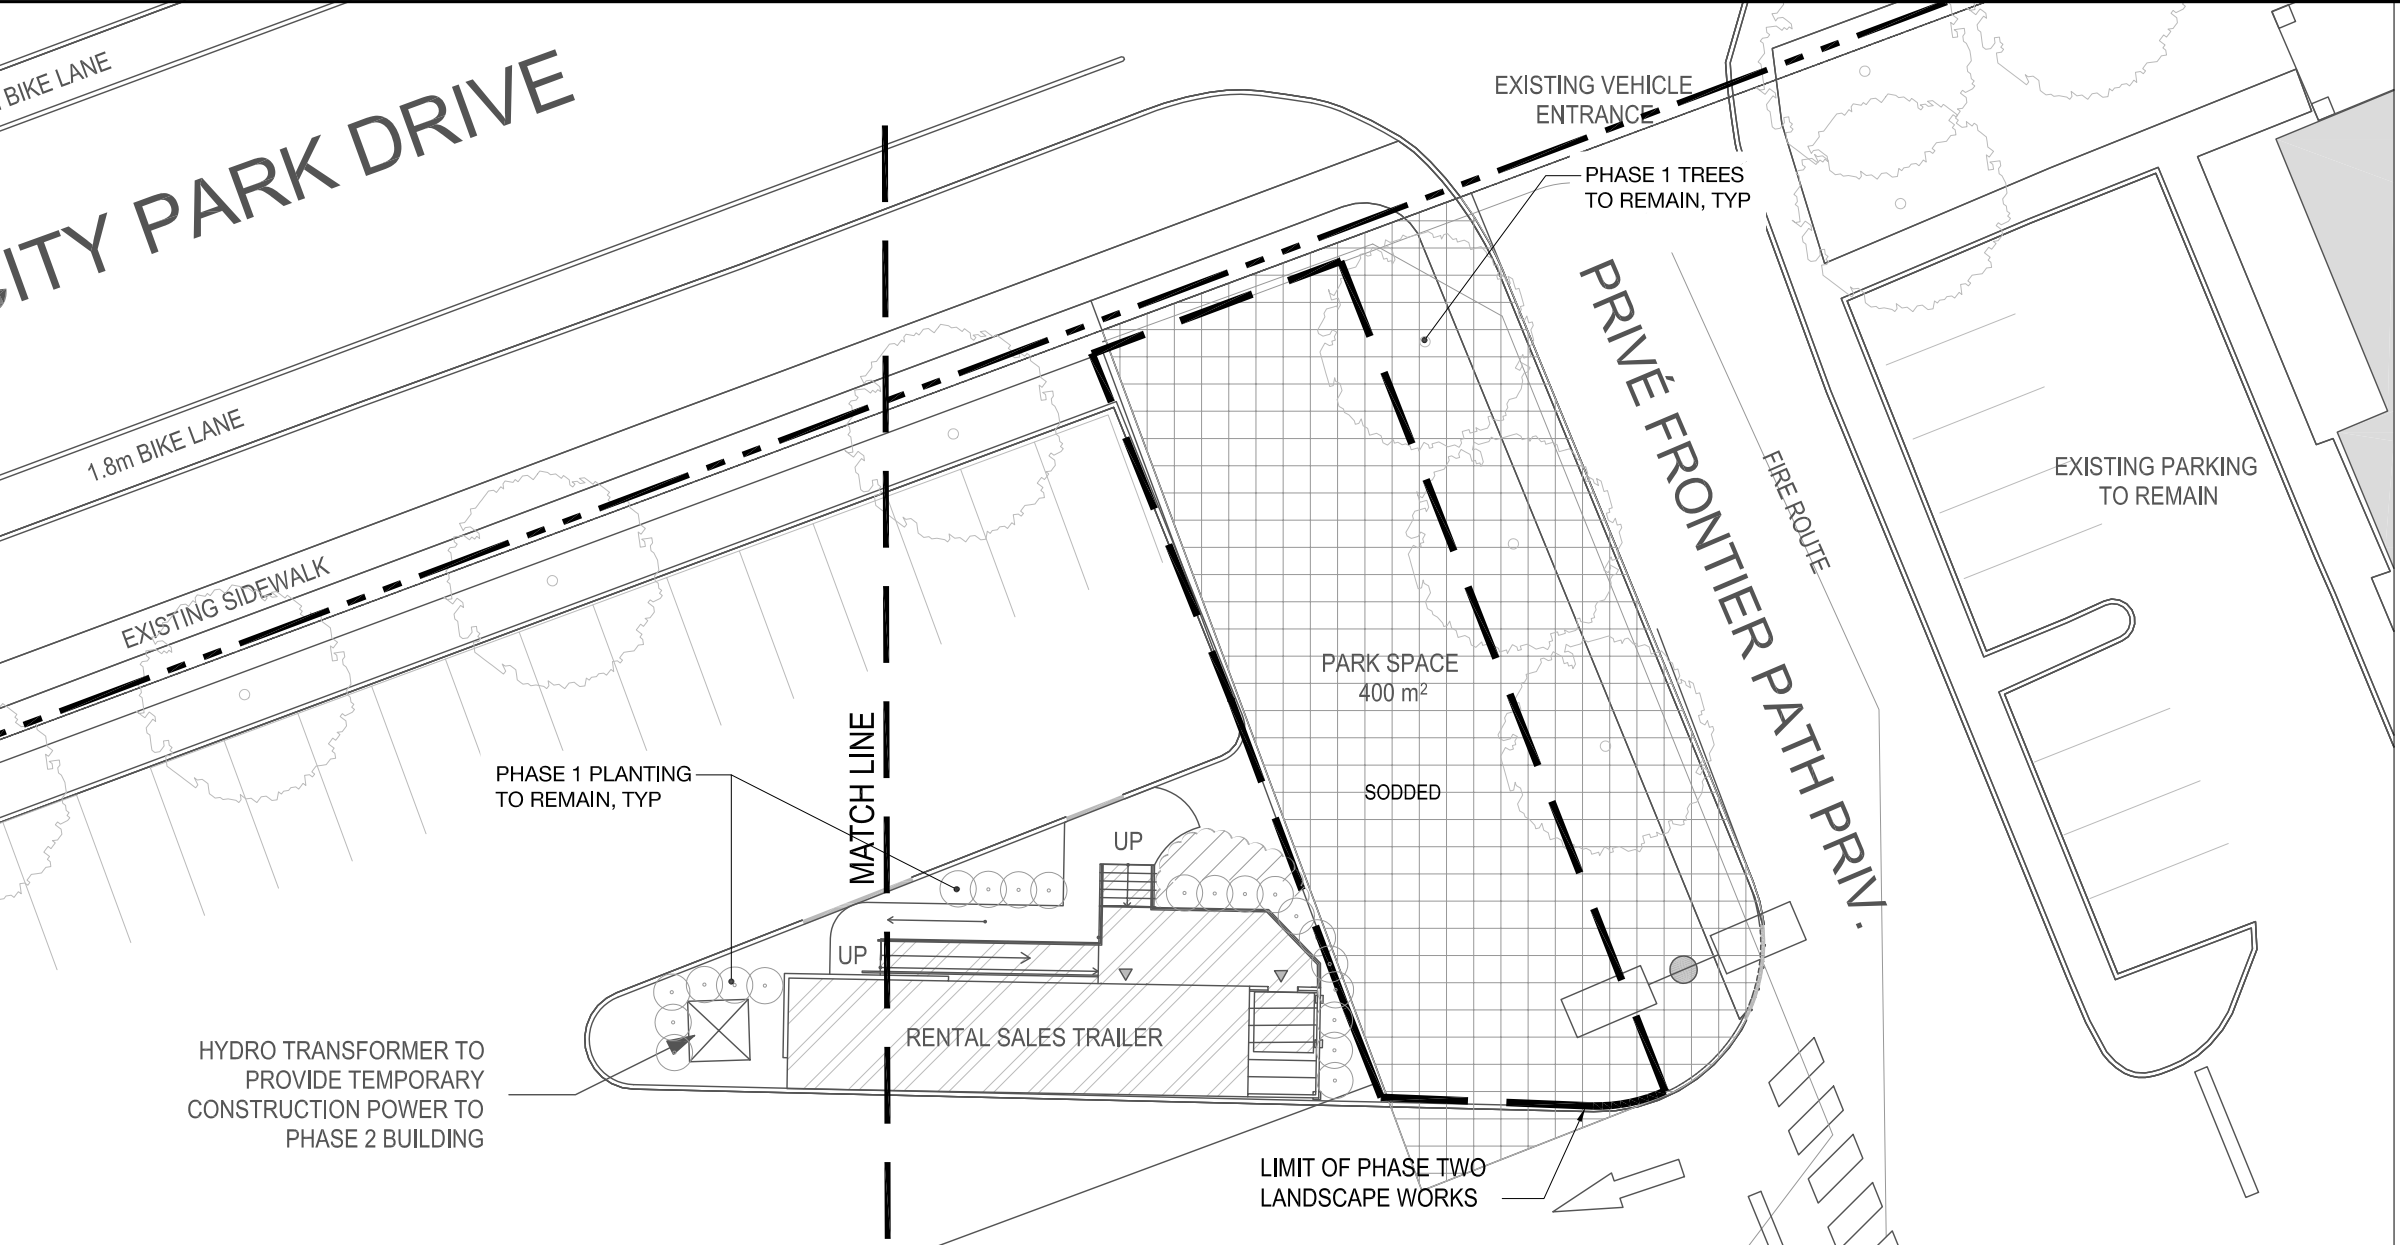 BIKE LANE
CITY PARK DRIVE
EXISTING VEHICLE
ENTRANCE
PHASE 1 TREES
TO REMAIN, TYP
1.8m BIKE LANE
EXISTING SIDEWALK
PRIVÉ FRONTIER PATH PRIV.
FIRE ROUTE
EXISTING PARKING
TO REMAIN
PARK SPACE
400 m²
SODDED
MATCH LINE
PHASE 1 PLANTING
TO REMAIN, TYP
UP
UP
RENTAL SALES TRAILER
HYDRO TRANSFORMER TO
PROVIDE TEMPORARY
CONSTRUCTION POWER TO
PHASE 2 BUILDING
LIMIT OF PHASE TWO
LANDSCAPE WORKS